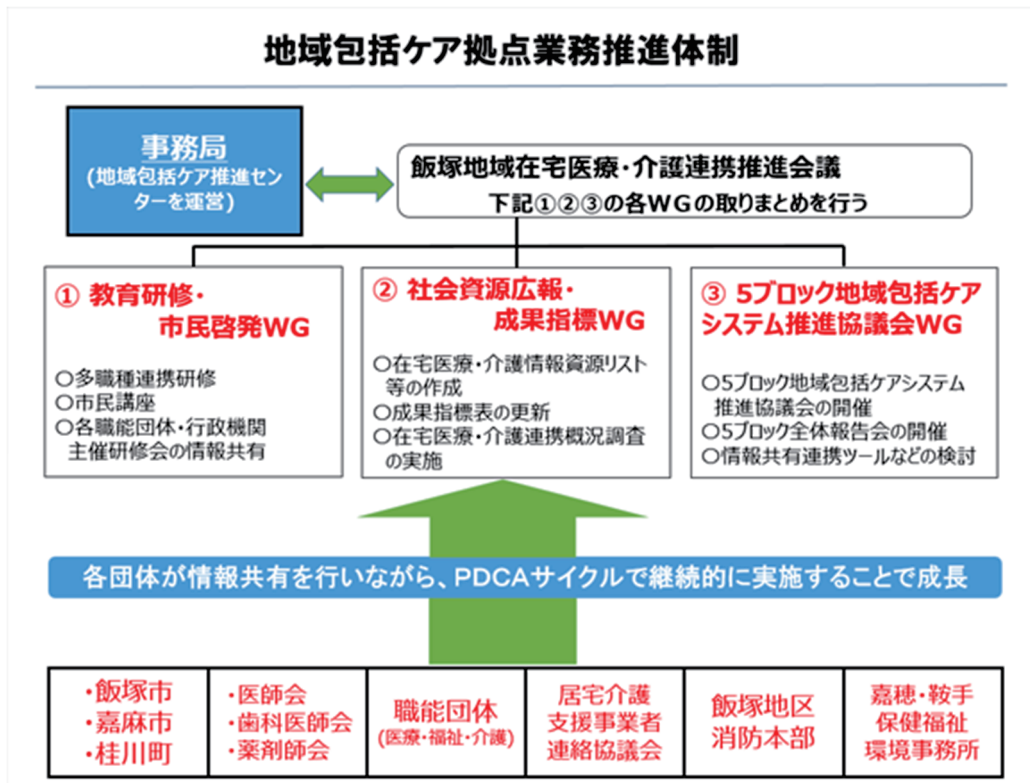 地域包括ケア拠点業務推進体制
事務局
(地域包括ケア推進セン
ターを運営)
飯塚地域在宅医療・介護連携推進会議
下記①②③の各WGの取りまとめを行う
① 教育研修・
市民啓発WG
○多職種連携研修
○市民講座
○各職能団体・行政機関
主催研修会の情報共有
② 社会資源広報・
成果指標WG
○在宅医療・介護情報資源リスト
等の作成
○成果指標表の更新
○在宅医療・介護連携概況調査
の実施
③ 5ブロック地域包括ケア
システム推進協議会WG
○5ブロック地域包括ケアシステム
推進協議会の開催
○5ブロック全体報告会の開催
○情報共有連携ツールなどの検討
各団体が情報共有を行いながら、PDCAサイクルで継続的に実施することで成長
・飯塚市
・嘉麻市
・桂川町
・医師会
・歯科医師会
・薬剤師会
職能団体
(医療・福祉・介護)
居宅介護
支援事業者
連絡協議会
飯塚地区
消防本部
嘉穂・鞍手
保健福祉
環境事務所